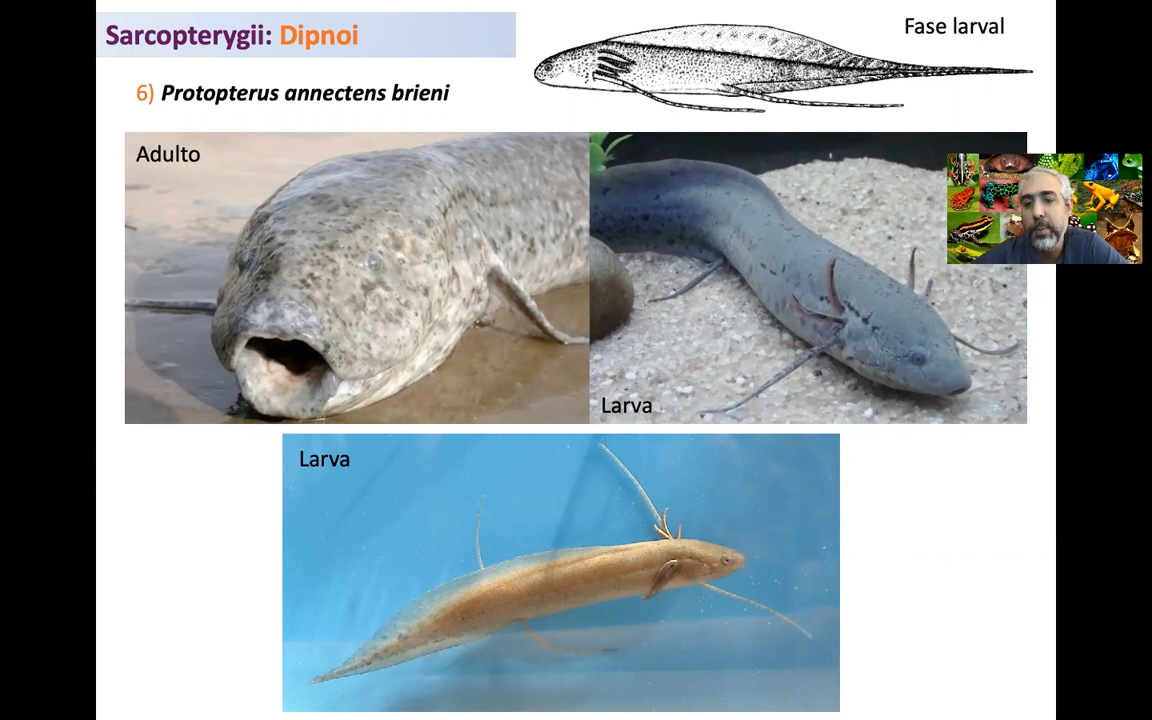 Sarcopterygii: Dipnoi
Fase larval
6) Protopterus annectens brieni
Adulto
Larva
Larva